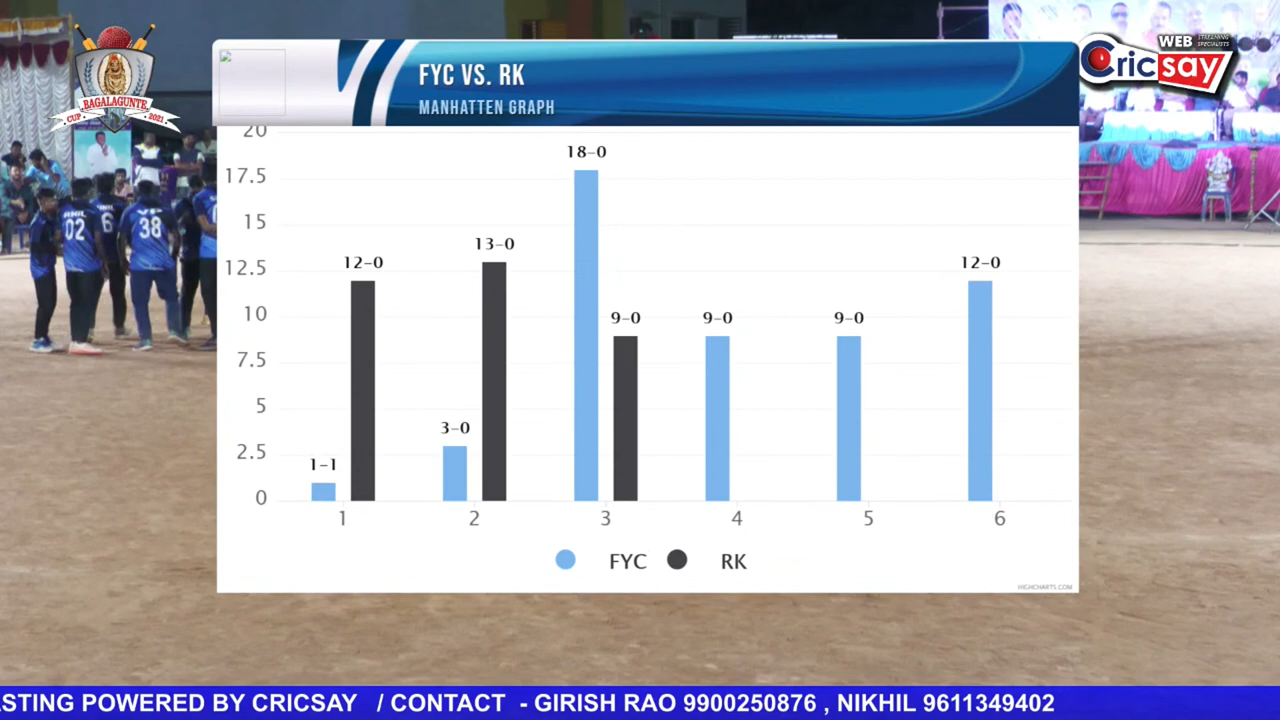 BAGALAGUNTE
CUP 2021
FYC VS. RK
MANHATTEN GRAPH
WEB STREAMING SPECIALISTS
Cricsay
20
17.5
15
12.5
10
7.5
5
2.5
0
1-1
12-0
3-0
13-0
18-0
9-0
9-0
9-0
12-0
1
2
3
4
5
6
FYC
RK
HIGHCHARTS.COM
02
6
38
STING POWERED BY CRICSAY / CONTACT - GIRISH RAO 9900250876 , NIKHIL 9611349402